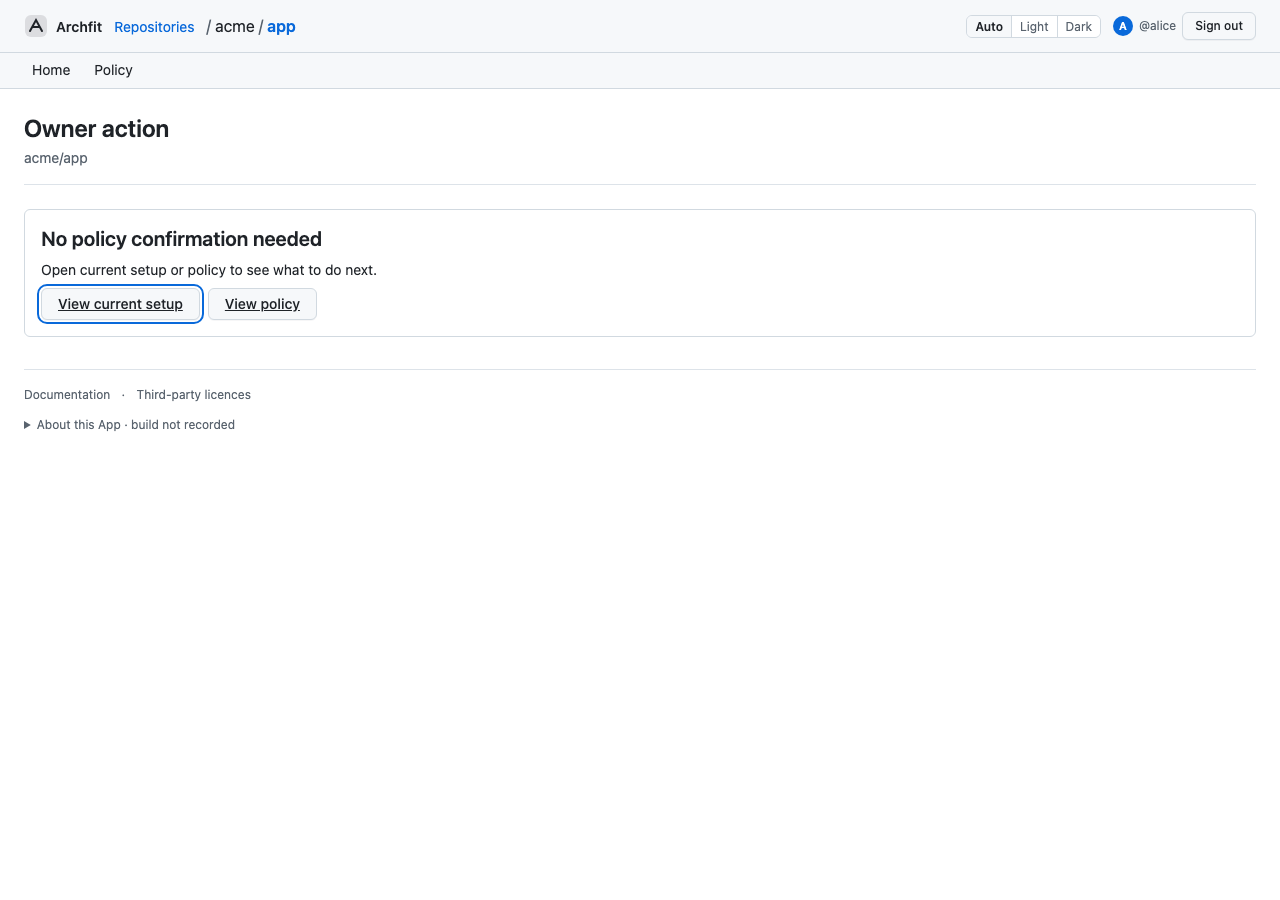 Archfit Repositories / acme / app Auto Light Dark A @alice Sign out
Home Policy
Owner action
acme/app
No policy confirmation needed
Open current setup or policy to see what to do next.
View current setup View policy
Documentation · Third-party licences
About this App · build not recorded